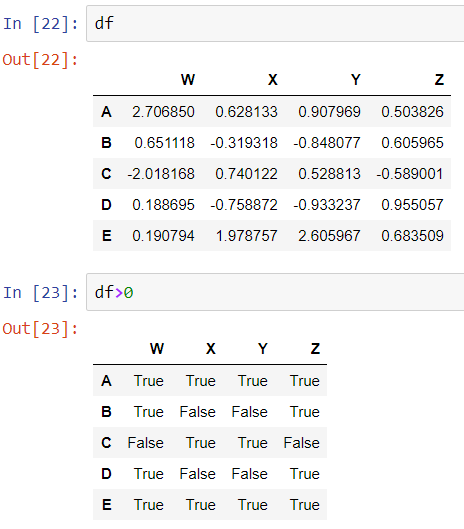 In [22]: df
Out[22]:
W X Y Z
A 2.706850 0.628133 0.907969 0.503826
B 0.651118 -0.319318 -0.848077 0.605965
C -2.018168 0.740122 0.528813 -0.589001
D 0.188695 -0.758872 -0.933237 0.955057
E 0.190794 1.978757 2.605967 0.683509
In [23]: df>0
Out[23]:
W X Y Z
A True True True True
B True False False True
C False True True False
D True False False True
E True True True True